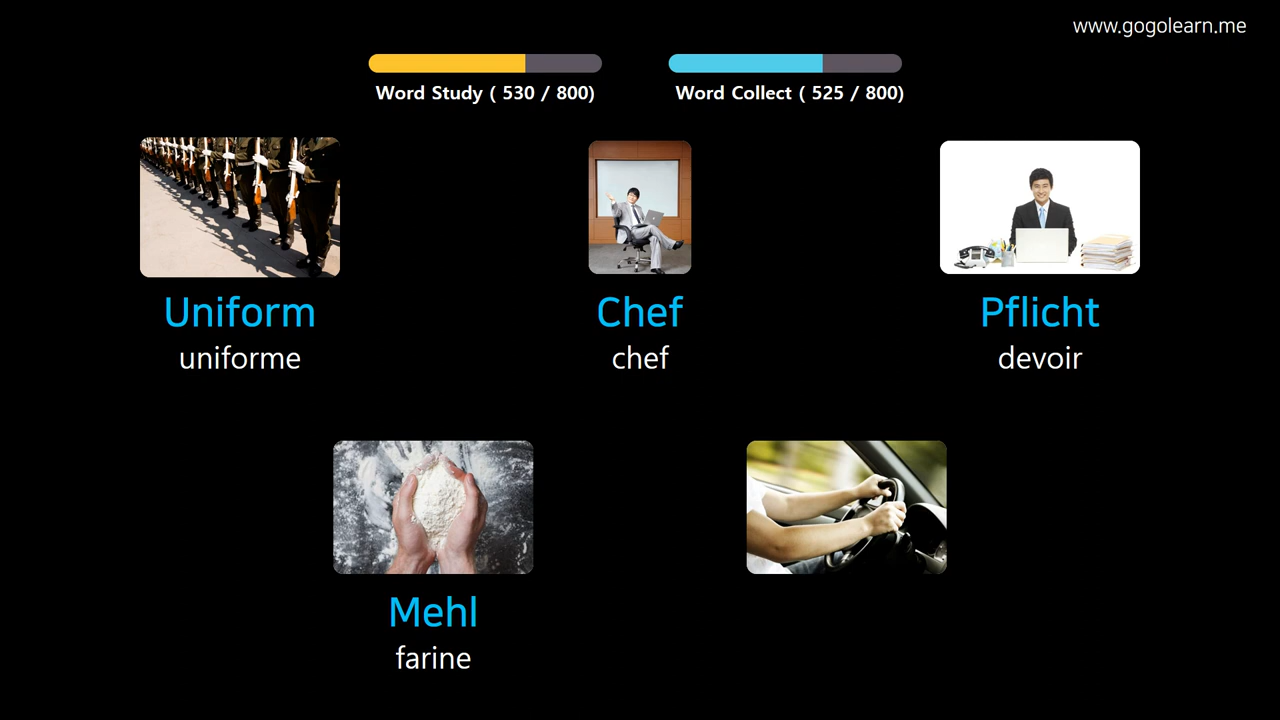 www.gogolearn.me
Word Study ( 530 / 800)
Word Collect ( 525 / 800)
Uniform
uniforme
Chef
chef
Pflicht
devoir
Mehl
farine